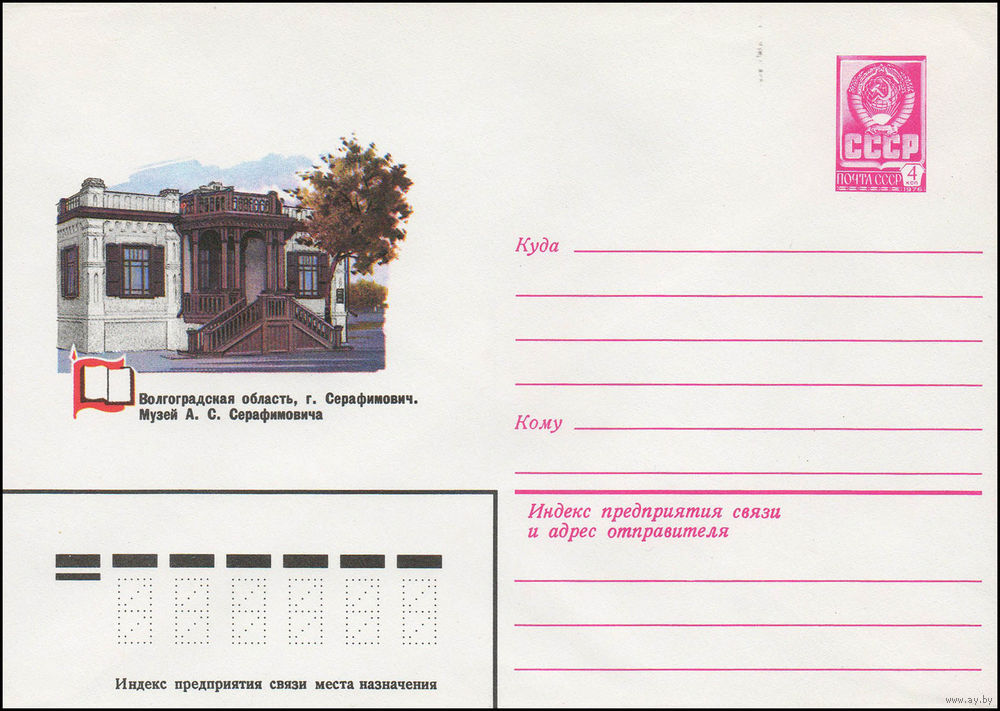 СССР
ПОЧТА СССР 4 КОП
1976
Куда
Волгоградская область, г. Серафимович.
Музей А. С. Серафимовича
Кому
Индекс предприятия связи
и адрес отправителя
Индекс предприятия связи места назначения
www.ay.by